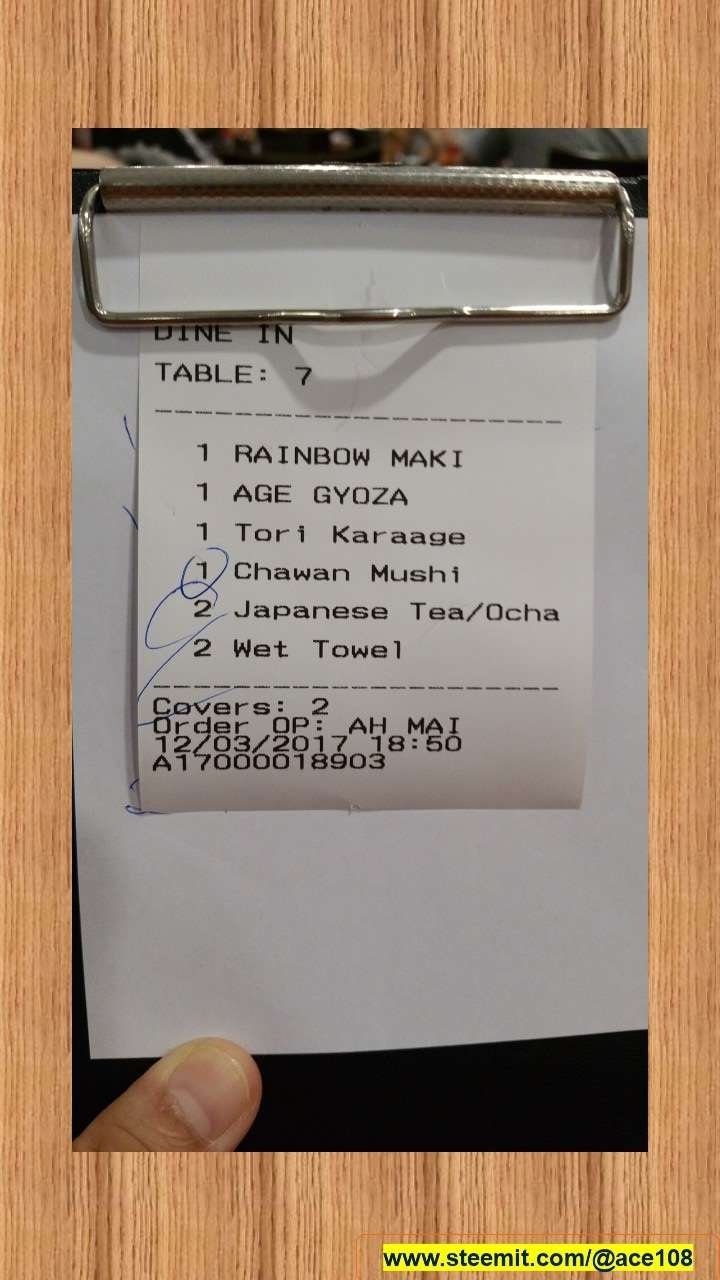 DINE IN
TABLE: 7
1 RAINBOW MAKI
1 AGE GYOZA
1 Tori Karaage
1 Chawan Mushi
2 Japanese Tea/Ocha
2 Wet Towel
Covers: 2
Order OP: AH MAI
12/03/2017 18:50
A17000018903
www.steemit.com/@ace108